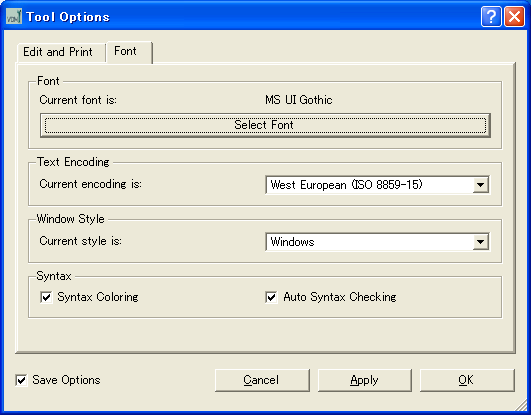 Tool Options
Edit and Print Font
Font
Current font is: MS UI Gothic
Select Font
Text Encoding
Current encoding is: West European (ISO 8859-15)
Window Style
Current style is: Windows
Syntax
Syntax Coloring Auto Syntax Checking
Save Options Cancel Apply OK